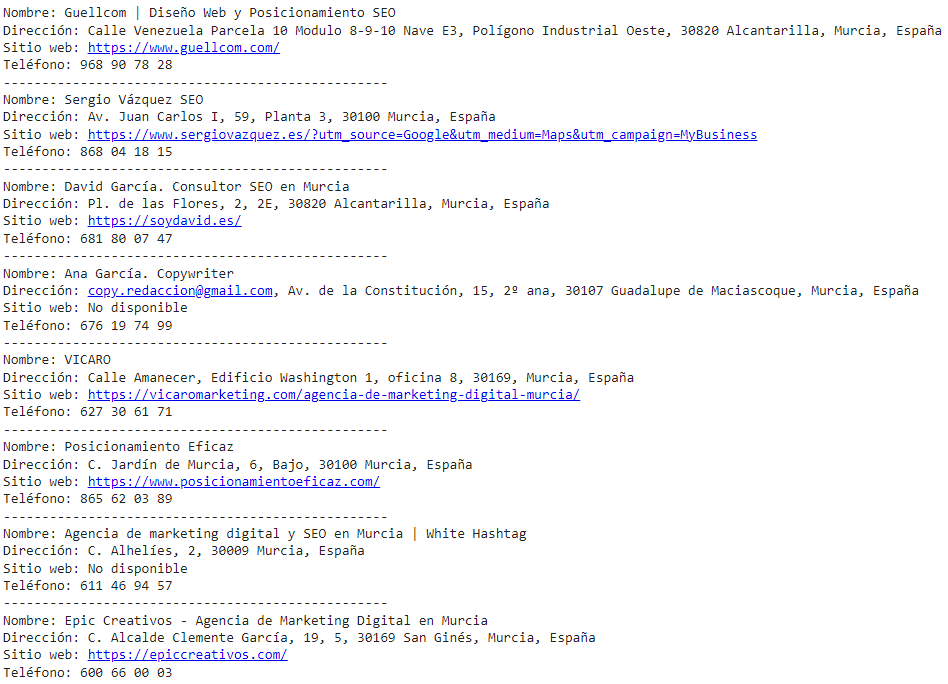 Nombre: Guellcom | Diseño Web y Posicionamiento SEO
Dirección: Calle Venezuela Parcela 10 Modulo 8-9-10 Nave E3, Polígono Industrial Oeste, 30820 Alcantarilla, Murcia, España
Sitio web: https://www.guellcom.com/
Teléfono: 968 90 78 28
--------------------------------------------------
Nombre: Sergio Vázquez SEO
Dirección: Av. Juan Carlos I, 59, Planta 3, 30100 Murcia, España
Sitio web: https://www.sergiovazquez.es/?utm_source=Google&utm_medium=Maps&utm_campaign=MyBusiness
Teléfono: 868 04 18 15
--------------------------------------------------
Nombre: David García. Consultor SEO en Murcia
Dirección: Pl. de las Flores, 2, 2E, 30820 Alcantarilla, Murcia, España
Sitio web: https://soydavid.es/
Teléfono: 681 80 07 47
--------------------------------------------------
Nombre: Ana García. Copywriter
Dirección: copy.redaccion@gmail.com, Av. de la Constitución, 15, 2º ana, 30107 Guadalupe de Maciascoque, Murcia, España
Sitio web: No disponible
Teléfono: 676 19 74 99
--------------------------------------------------
Nombre: VICARO
Dirección: Calle Amanecer, Edificio Washington 1, oficina 8, 30169, Murcia, España
Sitio web: https://vicaromarketing.com/agencia-de-marketing-digital-murcia/
Teléfono: 627 30 61 71
--------------------------------------------------
Nombre: Posicionamiento Eficaz
Dirección: C. Jardín de Murcia, 6, Bajo, 30100 Murcia, España
Sitio web: https://www.posicionamientoeficaz.com/
Teléfono: 865 62 03 89
--------------------------------------------------
Nombre: Agencia de marketing digital y SEO en Murcia | White Hashtag
Dirección: C. Alhelíes, 2, 30009 Murcia, España
Sitio web: No disponible
Teléfono: 611 46 94 57
--------------------------------------------------
Nombre: Epic Creativos - Agencia de Marketing Digital en Murcia
Dirección: C. Alcalde Clemente García, 19, 5, 30169 San Ginés, Murcia, España
Sitio web: https://epiccreativos.com/
Teléfono: 600 66 00 03